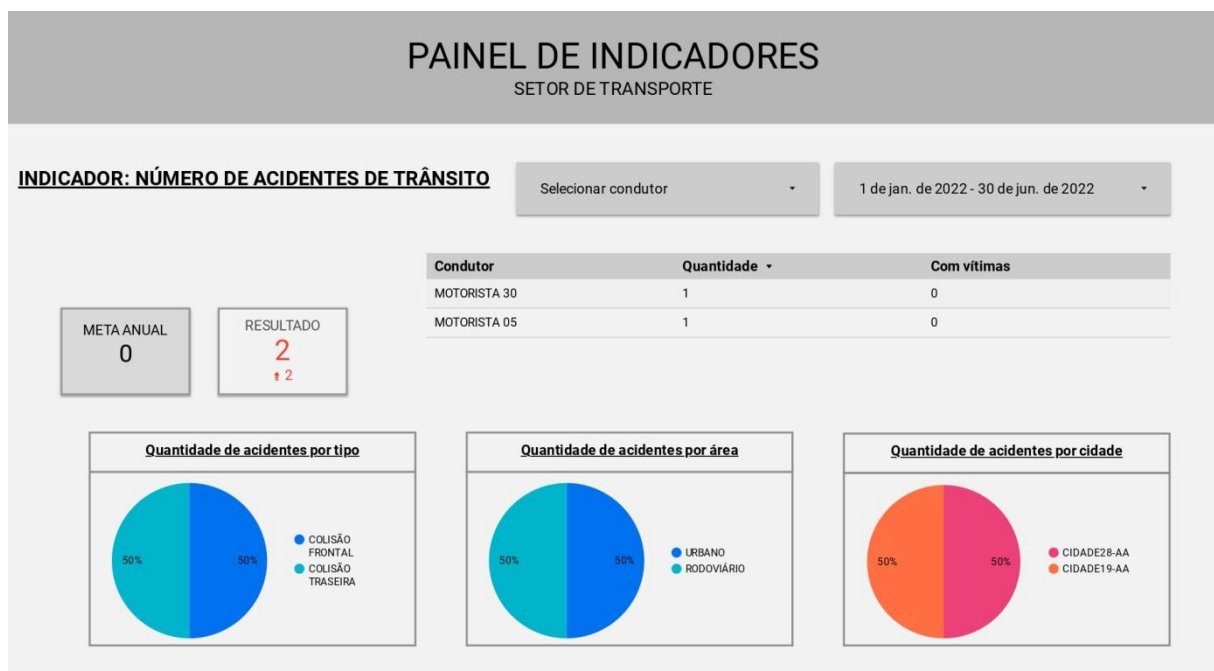 PAINEL DE INDICADORES
SETOR DE TRANSPORTE
INDICADOR: NÚMERO DE ACIDENTES DE TRÂNSITO
Selecionar condutor
1 de jan. de 2022 - 30 de jun. de 2022
Condutor Quantidade Com vítimas
MOTORISTA 30 1 0
MOTORISTA 05 1 0
META ANUAL
0
RESULTADO
2
2
Quantidade de acidentes por tipo
50% 50%
COLISÃO
FRONTAL
COLISÃO
TRASEIRA
Quantidade de acidentes por área
50% 50%
URBANO
RODOVIÁRIO
Quantidade de acidentes por cidade
50% 50%
CIDADE28-AA
CIDADE19-AA